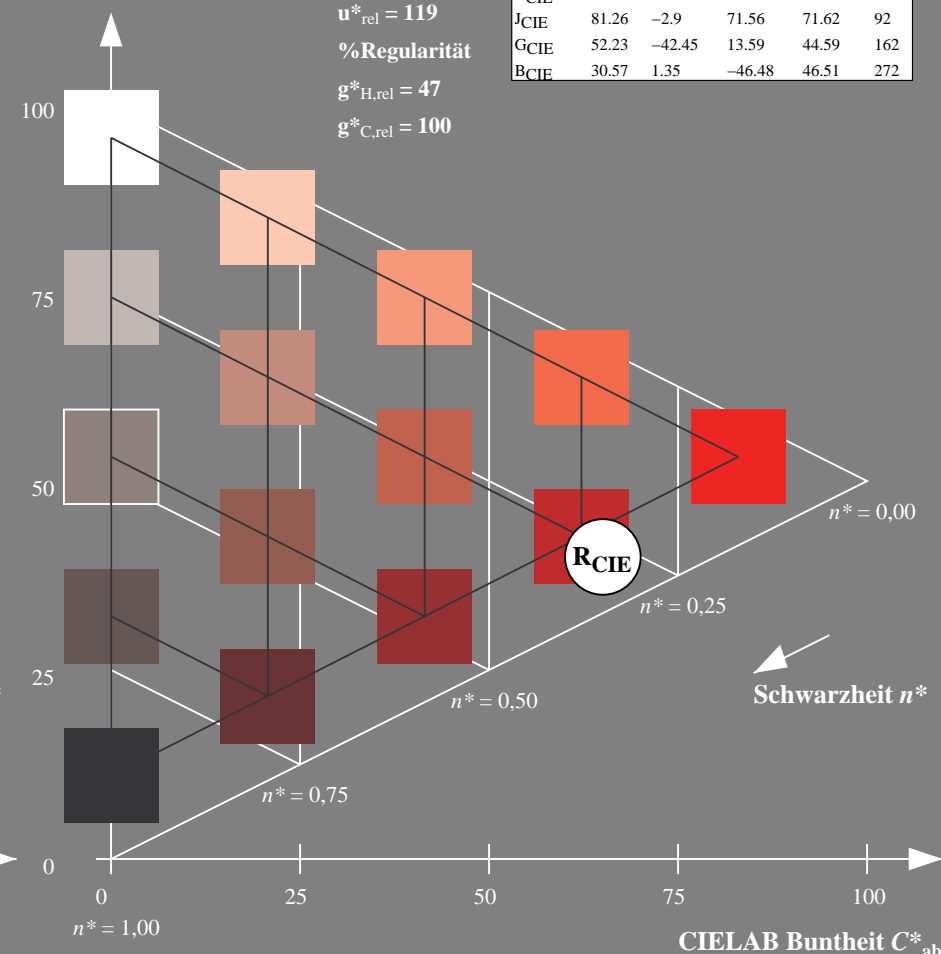 u*rel = 119
%Regularität
g*H,rel = 47
g*C,rel = 100
CIE
JCIE 81.26 −2.9 71.56 71.62 92
GCIE 52.23 −42.45 13.59 44.59 162
BCIE 30.57 1.35 −46.48 46.51 272
100
75
50
25
0
RCIE
n* = 0,00
n* = 0,25
n* = 0,50
n* = 0,75
Schwarzheit n*
0 25 50 75 100
n* = 1,00
CIELAB Buntheit C*ab